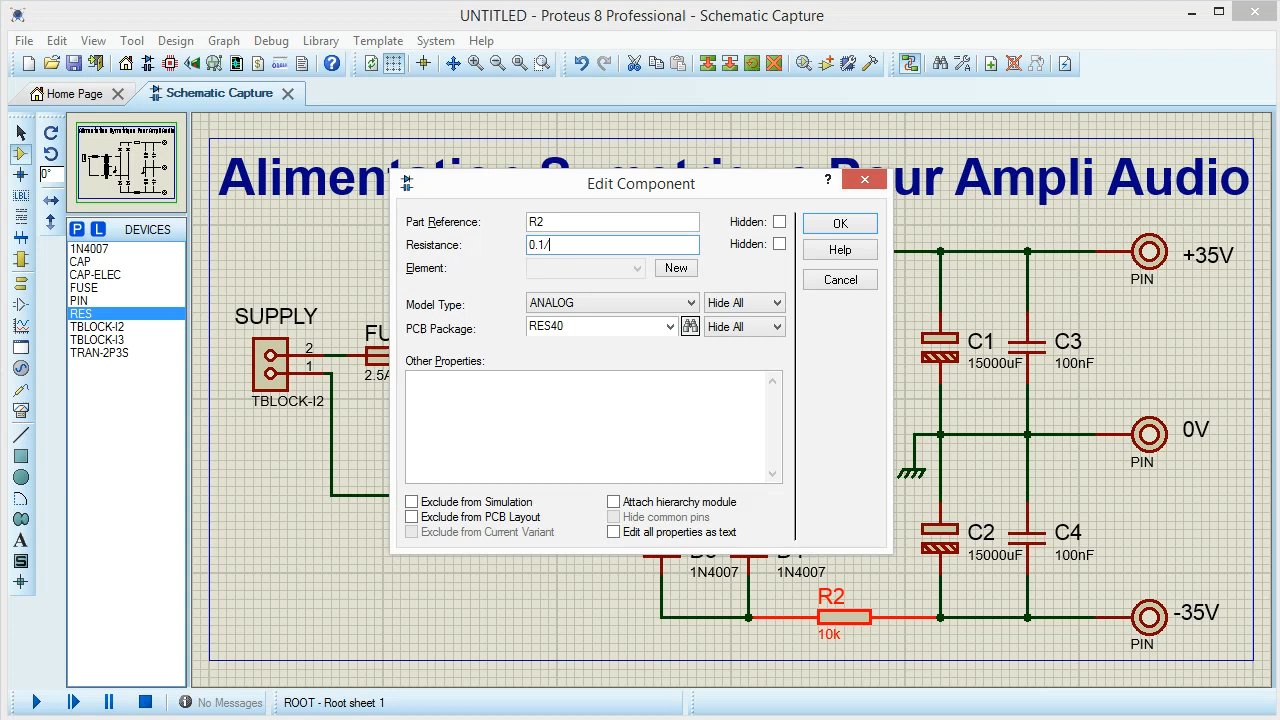 UNTITLED - Proteus 8 Professional - Schematic Capture
File Edit View Tool Design Graph Debug Library Template System Help
Home Page
Schematic Capture
0°
LBL
A
S
P L DEVICES
1N4007
CAP
CAP-ELEC
FUSE
PIN
RES
TBLOCK-I2
TBLOCK-I3
TRAN-2P3S
Alimen
ur Ampli Audio
SUPPLY
2
1
TBLOCK-I2
FU
2.5A
Edit Component
?
Part Reference: R2 Hidden:
Resistance: 0.1/ Hidden:
Element: New
Model Type: ANALOG Hide All
PCB Package: RES40 Hide All
Other Properties:
OK
Help
Cancel
Exclude from Simulation
Exclude from PCB Layout
Exclude from Current Variant
Attach hierarchy module
Hide common pins
Edit all properties as text
+35V
PIN
C1
15000uF
C3
100nF
0V
PIN
C2
15000uF
C4
100nF
1N4007
1N4007
R2
10k
-35V
PIN
No Messages
ROOT - Root sheet 1